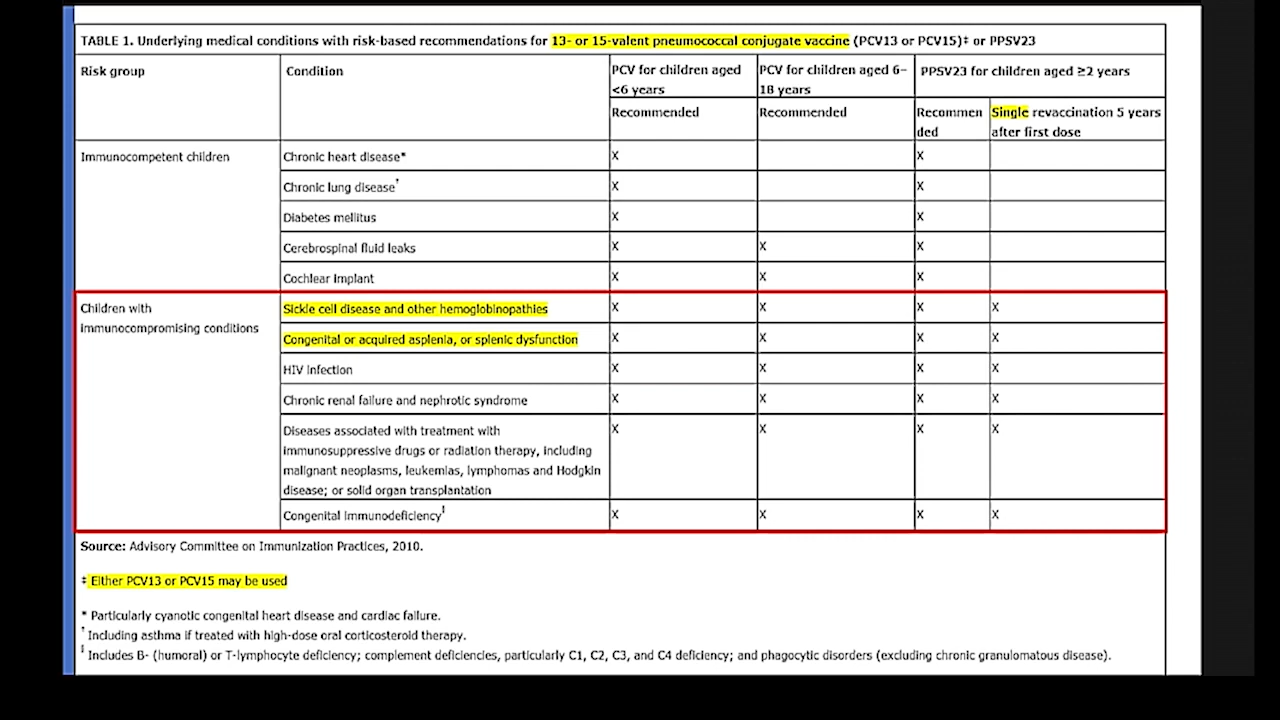 TABLE 1. Underlying medical conditions with risk-based recommendations for 13- or 15-valent pneumococcal conjugate vaccine (PCV13 or PCV15)‡ or PPSV23
Risk group
Condition
PCV for children aged
<6 years
PCV for children aged 6–
18 years
PPSV23 for children aged ≥2 years
Recommended
Recommended
Recommen
ded
Single revaccination 5 years
after first dose
Immunocompetent children
Chronic heart disease* X X
Chronic lung disease† X X
Diabetes mellitus X X
Cerebrospinal fluid leaks X X X
Cochlear implant X X X
Children with
immunocompromising conditions
Sickle cell disease and other hemoglobinopathies X X X X
Congenital or acquired asplenia, or splenic dysfunction X X X X
HIV infection X X X X
Chronic renal failure and nephrotic syndrome X X X X
Diseases associated with treatment with X X X X
immunosuppressive drugs or radiation therapy, including
malignant neoplasms, leukemias, lymphomas and Hodgkin
disease; or solid organ transplantation
Congenital immunodeficiency‡ X X X X
Source: Advisory Committee on Immunization Practices, 2010.
‡ Either PCV13 or PCV15 may be used
* Particularly cyanotic congenital heart disease and cardiac failure.
† Including asthma if treated with high-dose oral corticosteroid therapy.
‡ Includes B- (humoral) or T-lymphocyte deficiency; complement deficiencies, particularly C1, C2, C3, and C4 deficiency; and phagocytic disorders (excluding chronic granulomatous disease).